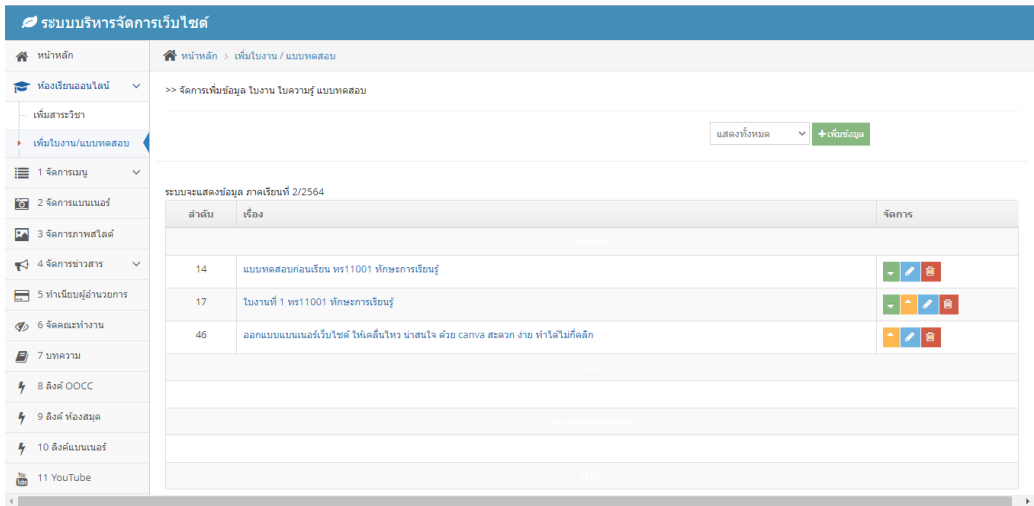 ระบบบริหารจัดการเว็บไซต์
หน้าหลัก
ห้องเรียนออนไลน์
เพิ่มสาระวิชา
เพิ่มใบงาน/แบบทดสอบ
1 จัดการเมนู
2 จัดการแบนเนอร์
3 จัดการภาพสไลด์
4 จัดการข่าวสาร
5 ทำเนียบผู้อำนวยการ
6 จัดคณะทำงาน
7 บทความ
8 ลิงค์ OOCC
9 ลิงค์ ห้องสมุด
10 ลิงค์แบนเนอร์
11 YouTube
หน้าหลัก > เพิ่มใบงาน / แบบทดสอบ
>> จัดการเพิ่มข้อมูล ใบงาน ใบความรู้ แบบทดสอบ
แสดงทั้งหมด +เพิ่มข้อมูล
ระบบจะแสดงข้อมูล ภาคเรียนที่ 2/2564
ลำดับ เรื่อง จัดการ
14 แบบทดสอบก่อนเรียน ทร11001 ทักษะการเรียนรู้
17 ใบงานที่ 1 ทร11001 ทักษะการเรียนรู้
46 ออกแบบแบนเนอร์เว็บไซต์ ให้เคลื่นไหว น่าสนใจ ด้วย canva สะดวก ง่าย ทำได้ไม่กี่คลิก